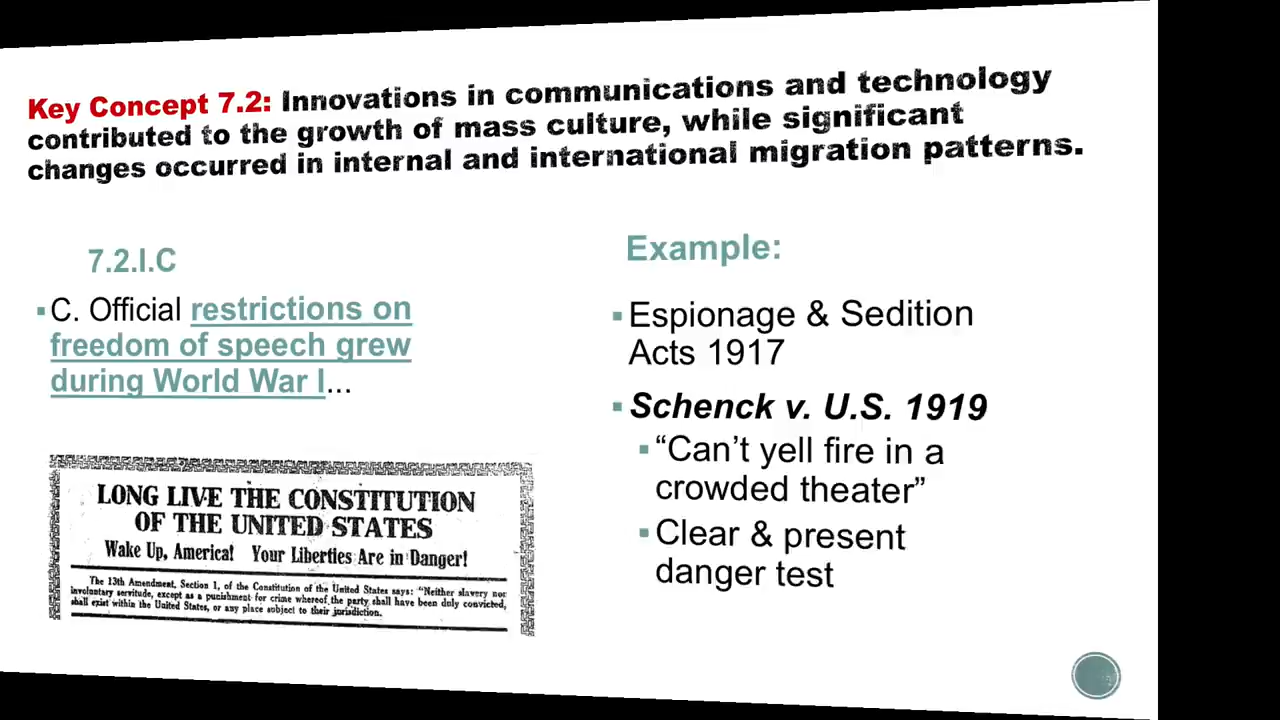 Key Concept 7.2: Innovations in communications and technology
contributed to the growth of mass culture, while significant
changes occurred in internal and international migration patterns.
7.2.I.C
▪C. Official restrictions on
freedom of speech grew
during World War I...
LONG LIVE THE CONSTITUTION
OF THE UNITED STATES
Wake Up, America! Your Liberties Are in Danger!
The 13th Amendment, Section 1, of the Constitution of the United States says: "Neither slavery nor
involuntary servitude, except as a punishment for crime whereof the party shall have been duly convicted,
shall exist within the United States, or any place subject to their jurisdiction.
Example:
▪Espionage & Sedition
Acts 1917
▪Schenck v. U.S. 1919
▪“Can’t yell fire in a
crowded theater”
▪Clear & present
danger test